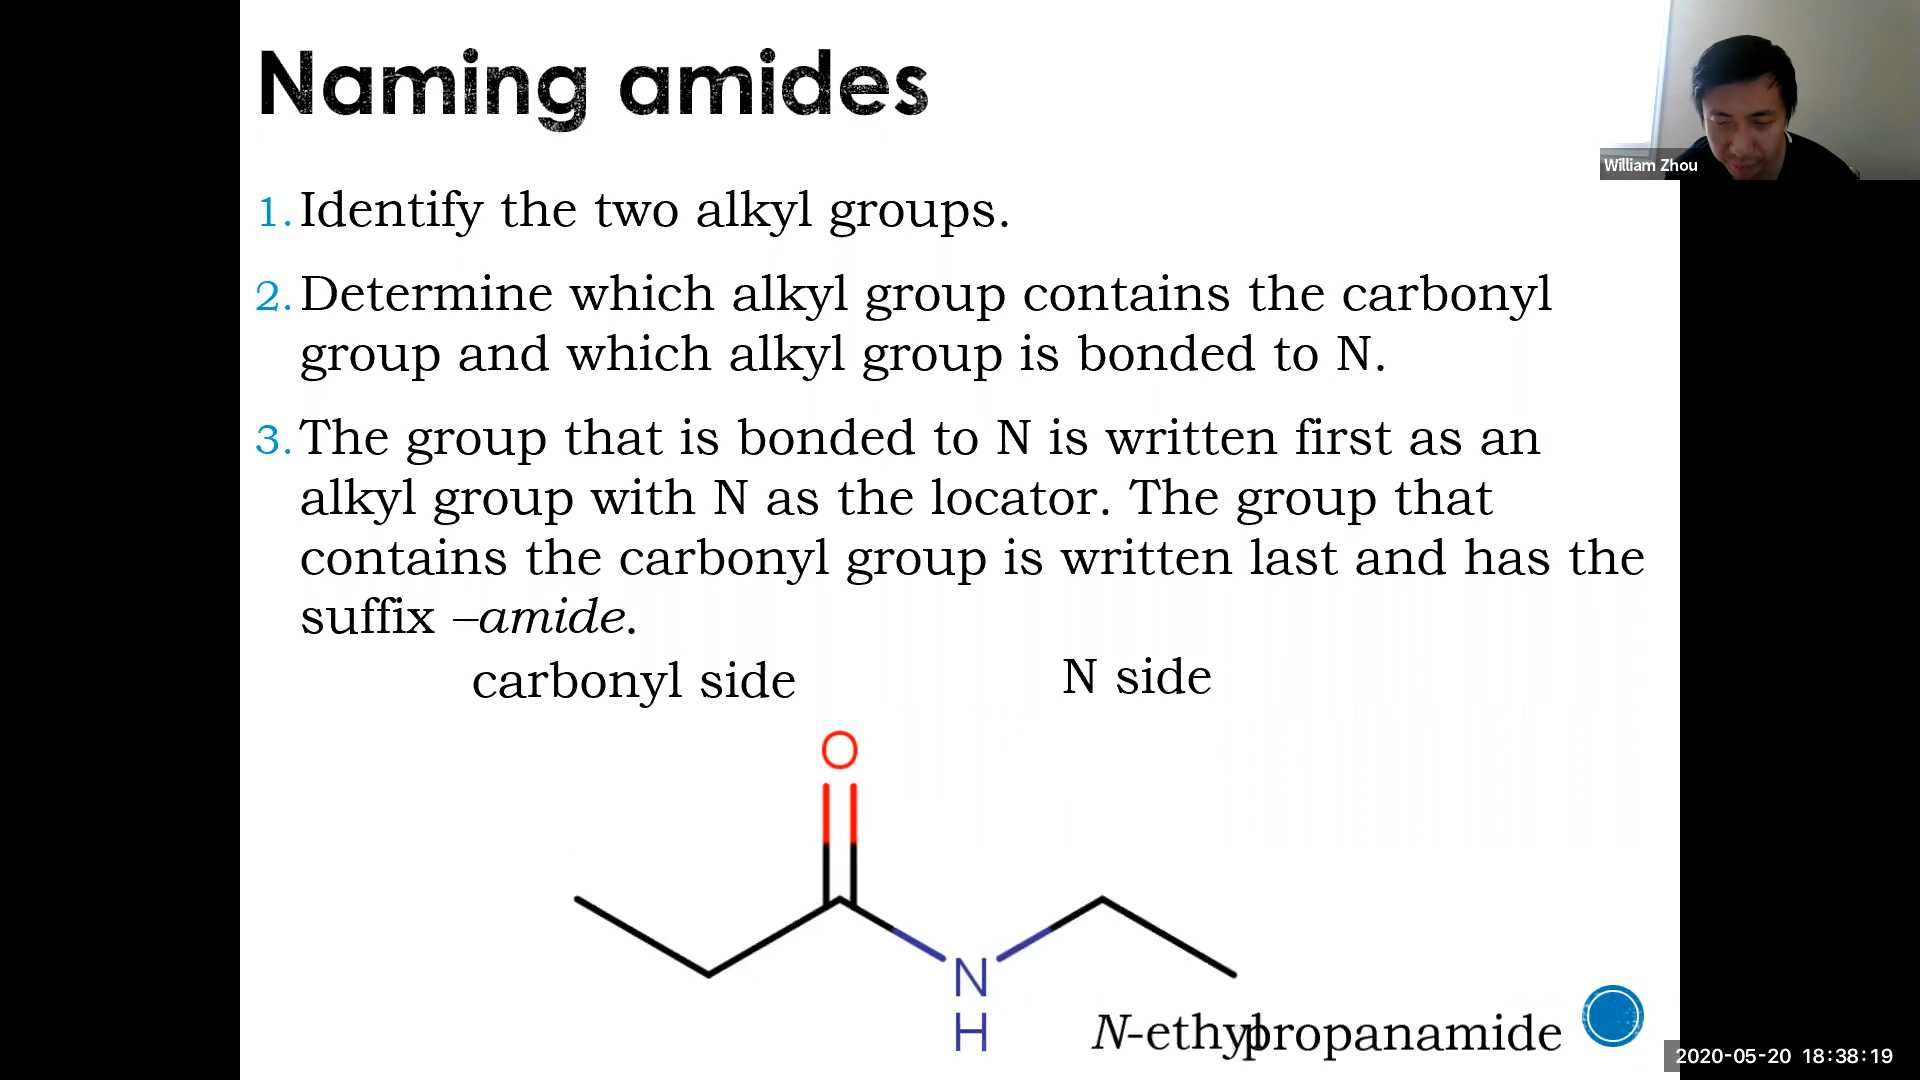 Naming amides
William Zhou
1. Identify the two alkyl groups.
2. Determine which alkyl group contains the carbonyl
group and which alkyl group is bonded to N.
3. The group that is bonded to N is written first as an
alkyl group with N as the locator. The group that
contains the carbonyl group is written last and has the
suffix –amide.
carbonyl side
N side
O
N
H
N-ethylpropanamide
2020-05-20 18:38:19